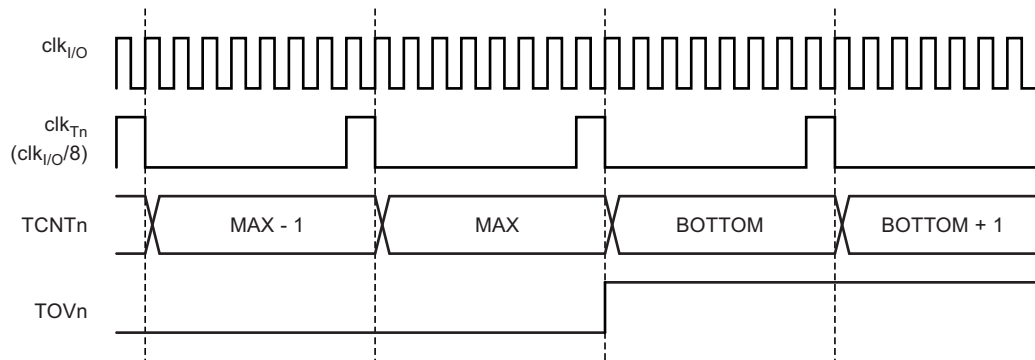 clkI/O
clkTn
(clkI/O/8)
TCNTn
MAX - 1
MAX
BOTTOM
BOTTOM + 1
TOVn